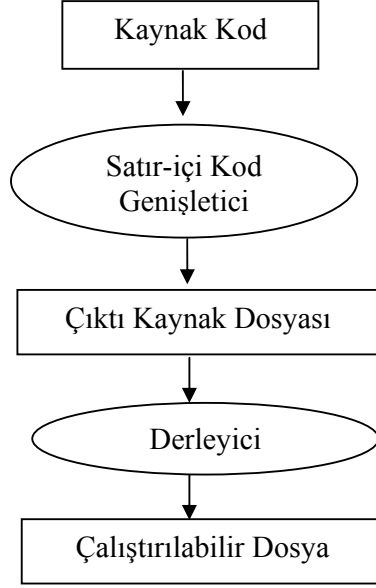 Kaynak Kod
Satır-içi Kod
Genişletici
Çıktı Kaynak Dosyası
Derleyici
Çalıştırılabilir Dosya